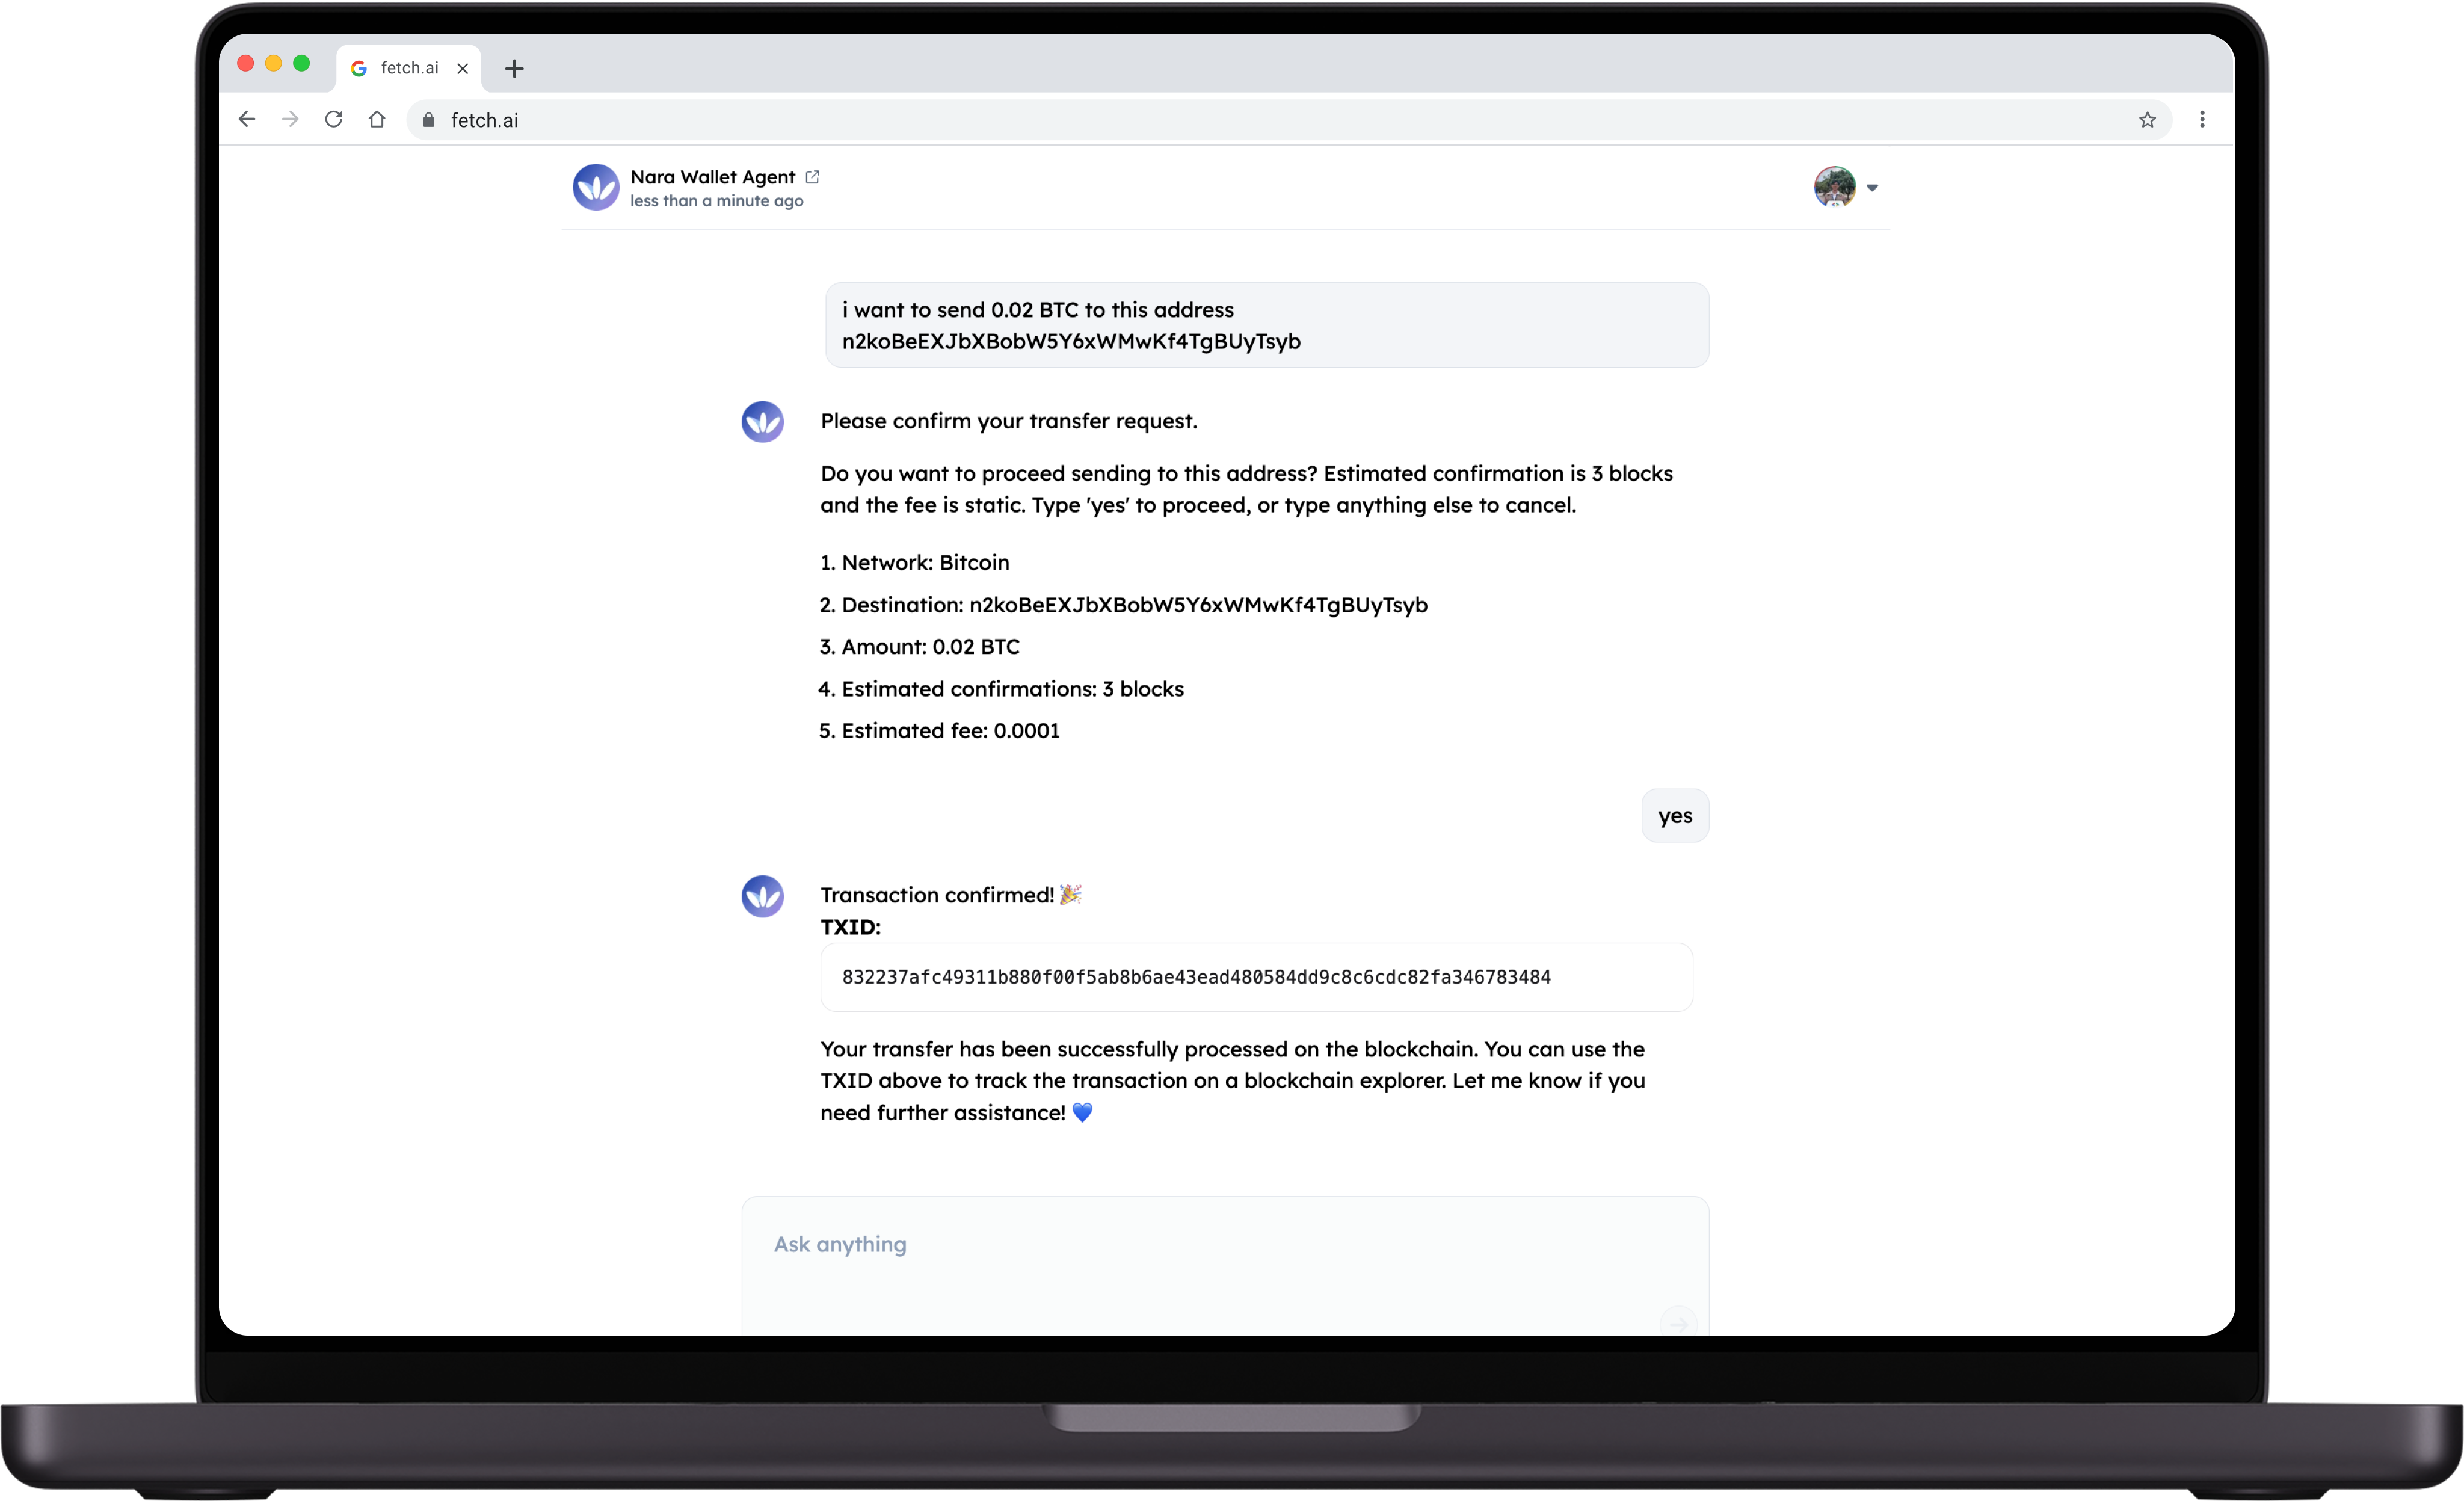 fetch.ai
fetch.ai
Nara Wallet Agent
less than a minute ago
i want to send 0.02 BTC to this address
n2koBeEXJbXBobW5Y6xWMwKf4TgBUyTsyb
Please confirm your transfer request.
Do you want to proceed sending to this address? Estimated confirmation is 3 blocks
and the fee is static. Type 'yes' to proceed, or type anything else to cancel.
1. Network: Bitcoin
2. Destination: n2koBeEXJbXBobW5Y6xWMwKf4TgBUyTsyb
3. Amount: 0.02 BTC
4. Estimated confirmations: 3 blocks
5. Estimated fee: 0.0001
yes
Transaction confirmed! 🎉
TXID:
832237afc49311b880f00f5ab8b6ae43ead480584dd9c8c6cdc82fa346783484
Your transfer has been successfully processed on the blockchain. You can use the
TXID above to track the transaction on a blockchain explorer. Let me know if you
need further assistance! 💙
Ask anything